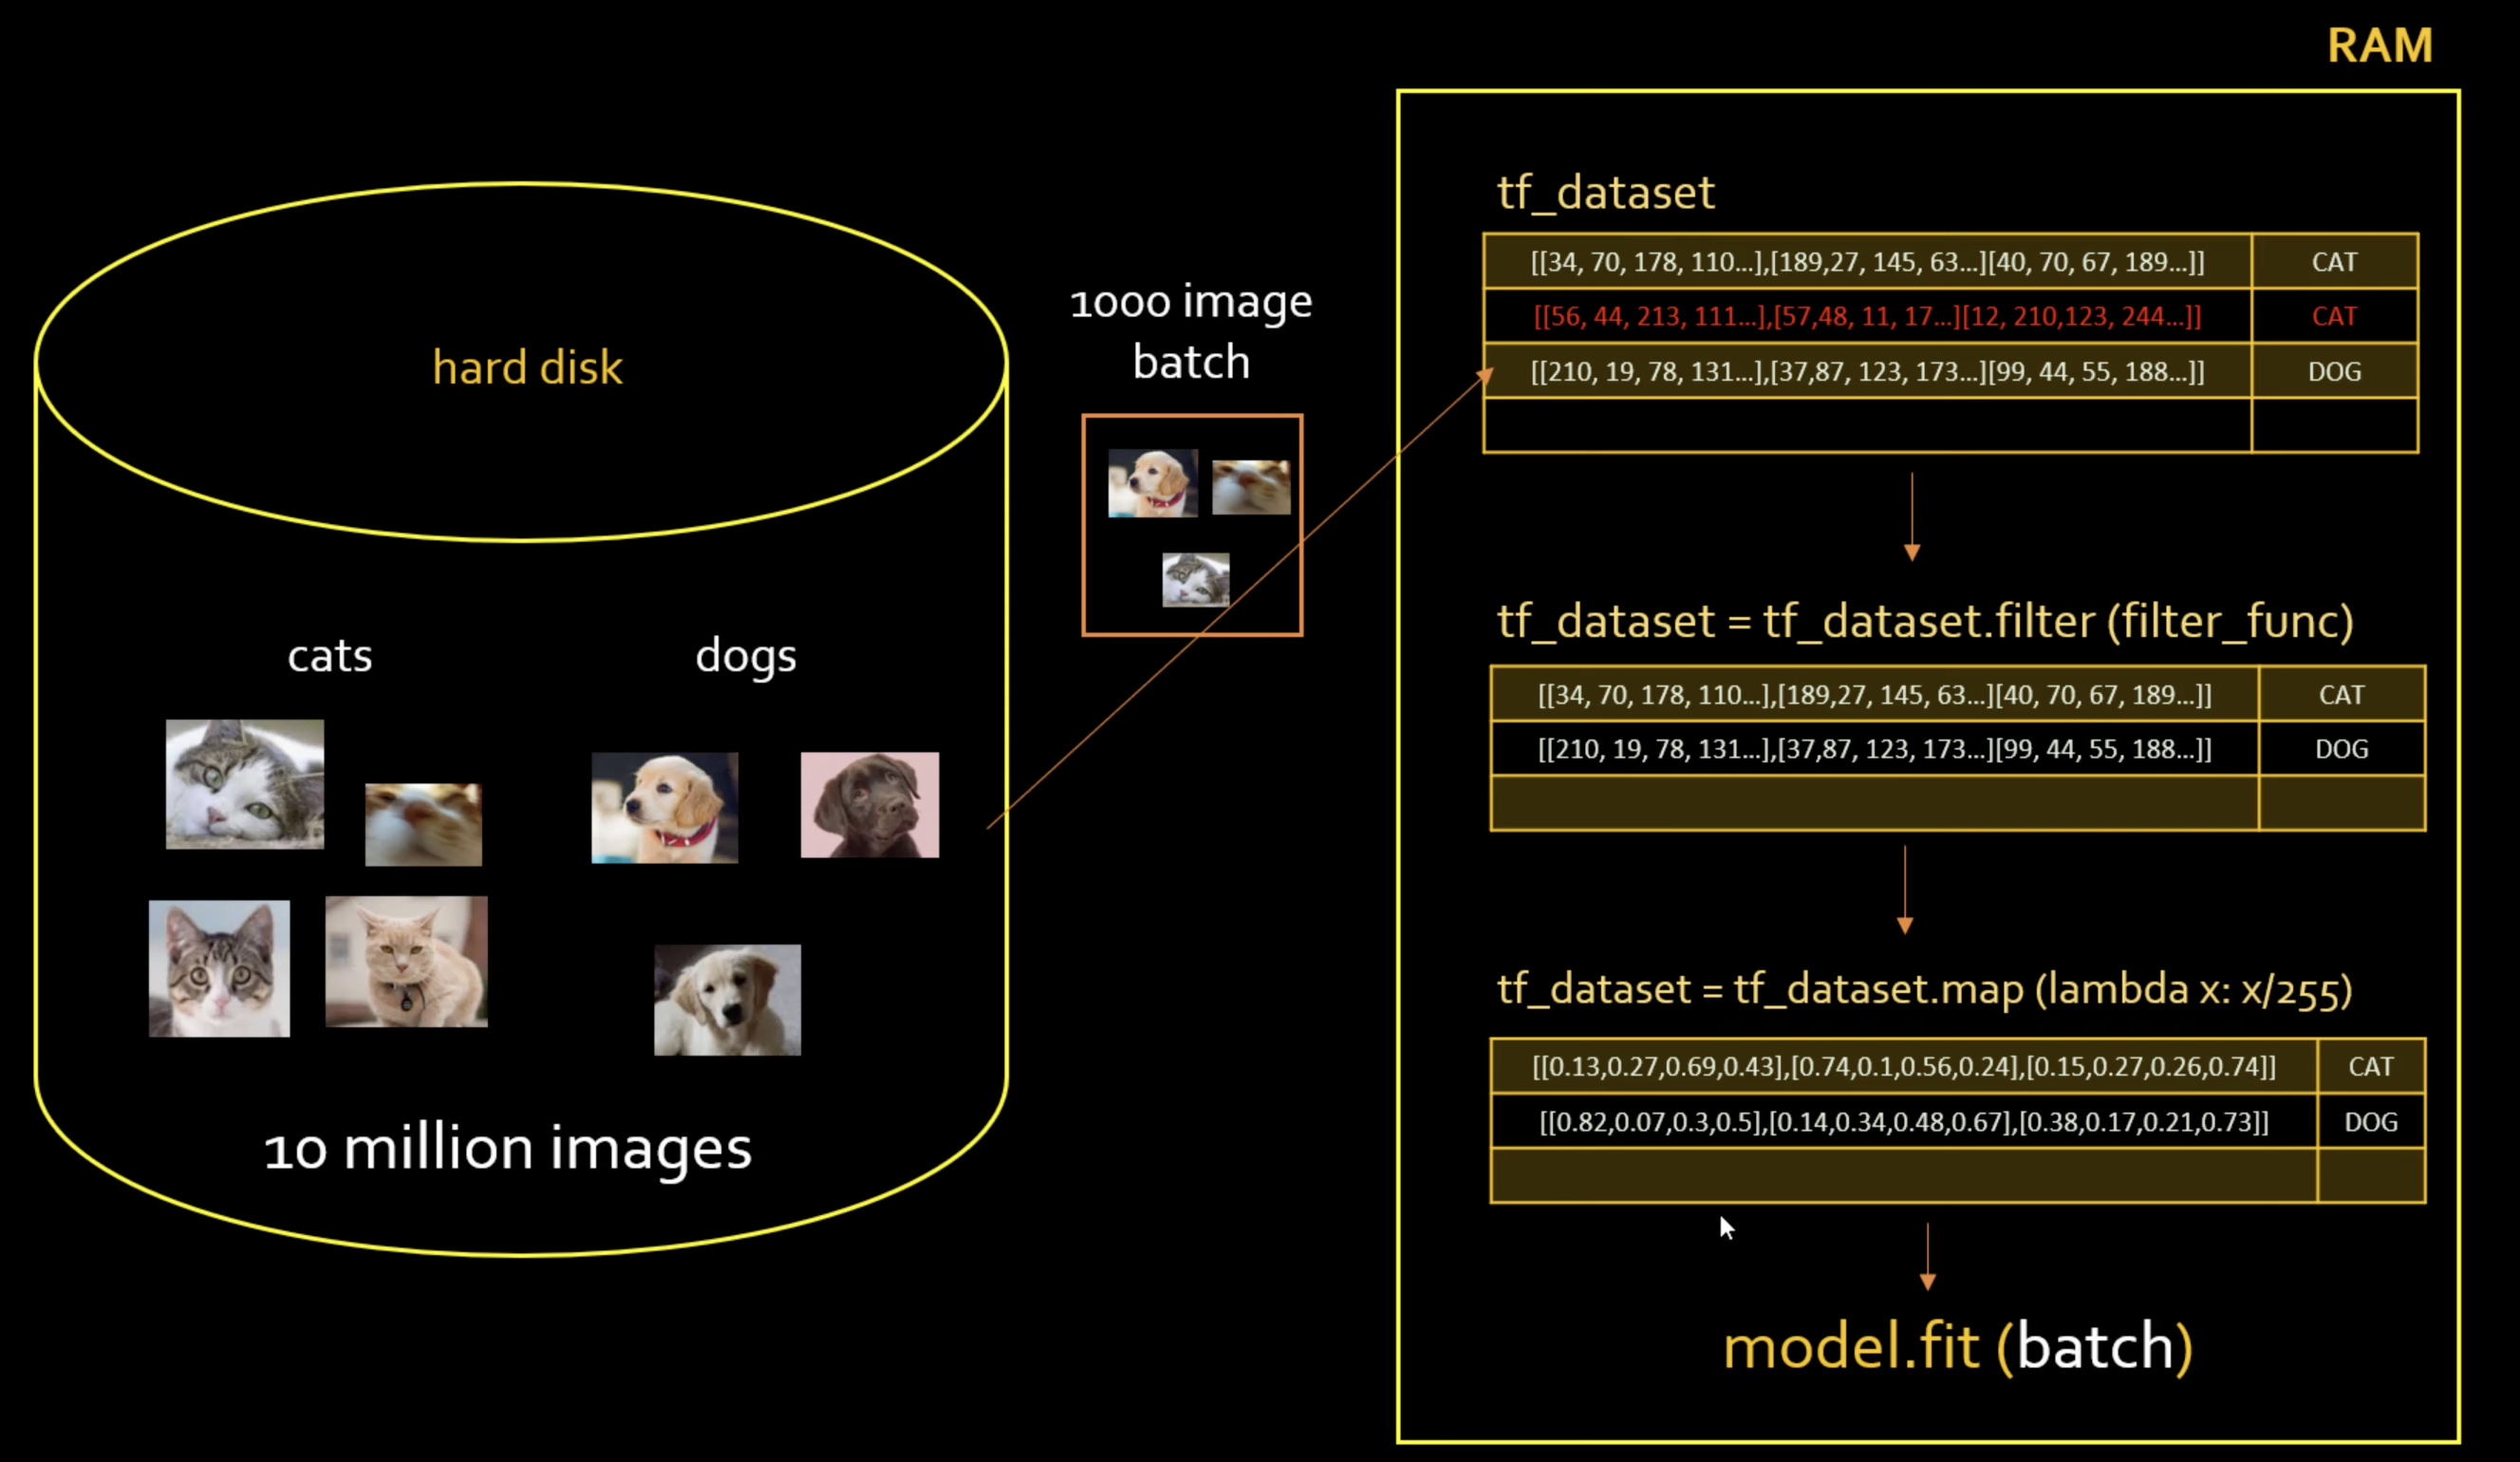 RAM
hard disk
cats
dogs
10 million images
1000 image
batch
tf_dataset
[[34, 70, 178, 110...],[189,27, 145, 63...][40, 70, 67, 189...]] CAT
[[56, 44, 213, 111...],[57,48, 11, 17...][12, 210,123, 244...]] CAT
[[210, 19, 78, 131...],[37,87, 123, 173...][99, 44, 55, 188...]] DOG
tf_dataset = tf_dataset.filter (filter_func)
[[34, 70, 178, 110...],[189,27, 145, 63...][40, 70, 67, 189...]] CAT
[[210, 19, 78, 131...],[37,87, 123, 173...][99, 44, 55, 188...]] DOG
tf_dataset = tf_dataset.map (lambda x: x/255)
[[0.13,0.27,0.69,0.43],[0.74,0.1,0.56,0.24],[0.15,0.27,0.26,0.74]] CAT
[[0.82,0.07,0.3,0.5],[0.14,0.34,0.48,0.67],[0.38,0.17,0.21,0.73]] DOG
model.fit (batch)